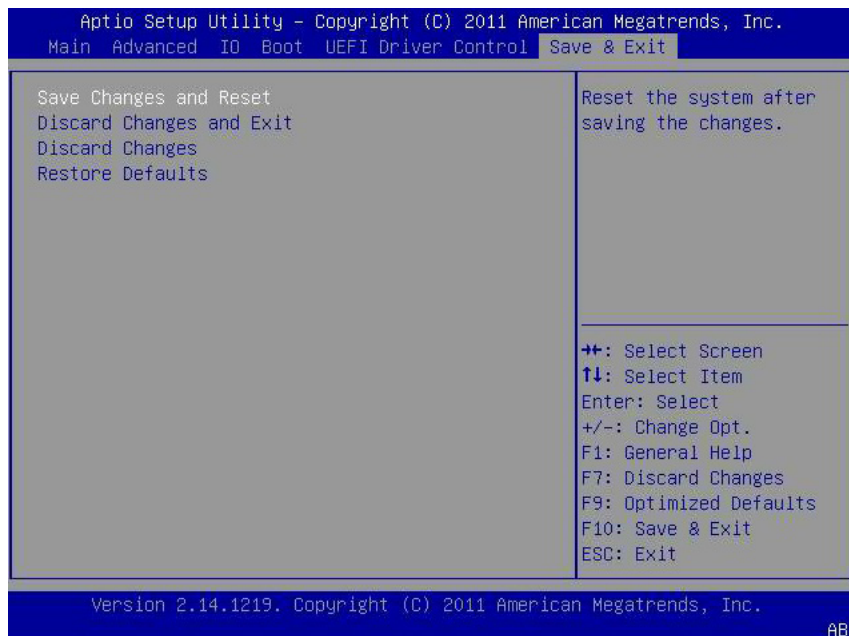 Aptio Setup Utility – Copyright (C) 2011 American Megatrends, Inc.
Main Advanced IO Boot UEFI Driver Control Save & Exit
Save Changes and Reset
Discard Changes and Exit
Discard Changes
Restore Defaults
Reset the system after
saving the changes.
→←: Select Screen
↑↓: Select Item
Enter: Select
+/-: Change Opt.
F1: General Help
F7: Discard Changes
F9: Optimized Defaults
F10: Save & Exit
ESC: Exit
Version 2.14.1219. Copyright (C) 2011 American Megatrends, Inc.
AB